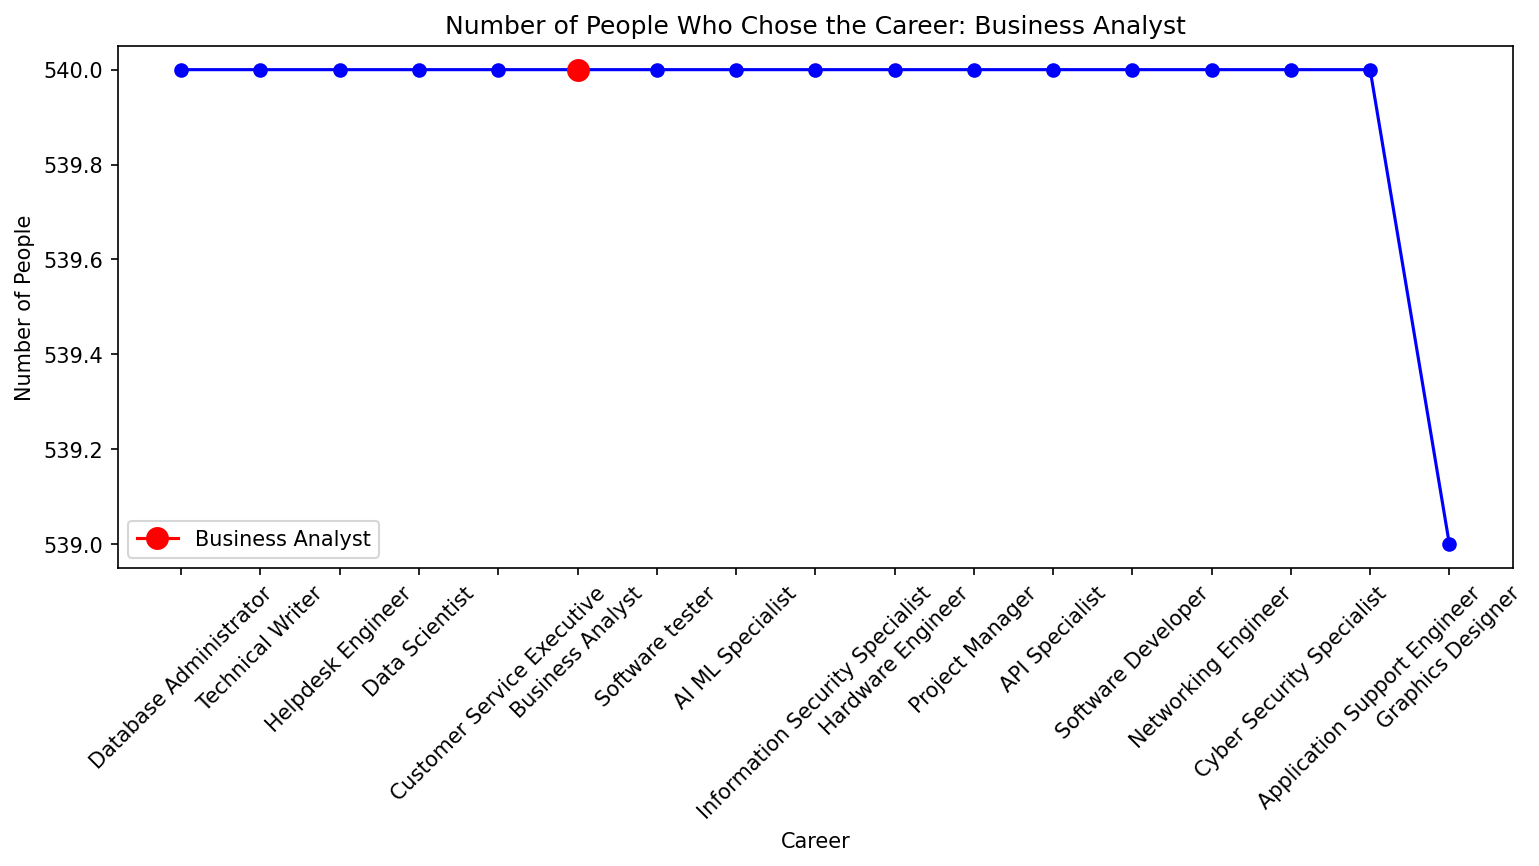 Number of People Who Chose the Career: Business Analyst
540.0
539.8
539.6
539.4
539.2
539.0
Number of People
Business Analyst
Database Administrator
Technical Writer
Helpdesk Engineer
Data Scientist
Customer Service Executive
Business Analyst
Software tester
AI ML Specialist
Information Security Specialist
Hardware Engineer
Project Manager
API Specialist
Software Developer
Networking Engineer
Cyber Security Specialist
Application Support Engineer
Graphics Designer
Career